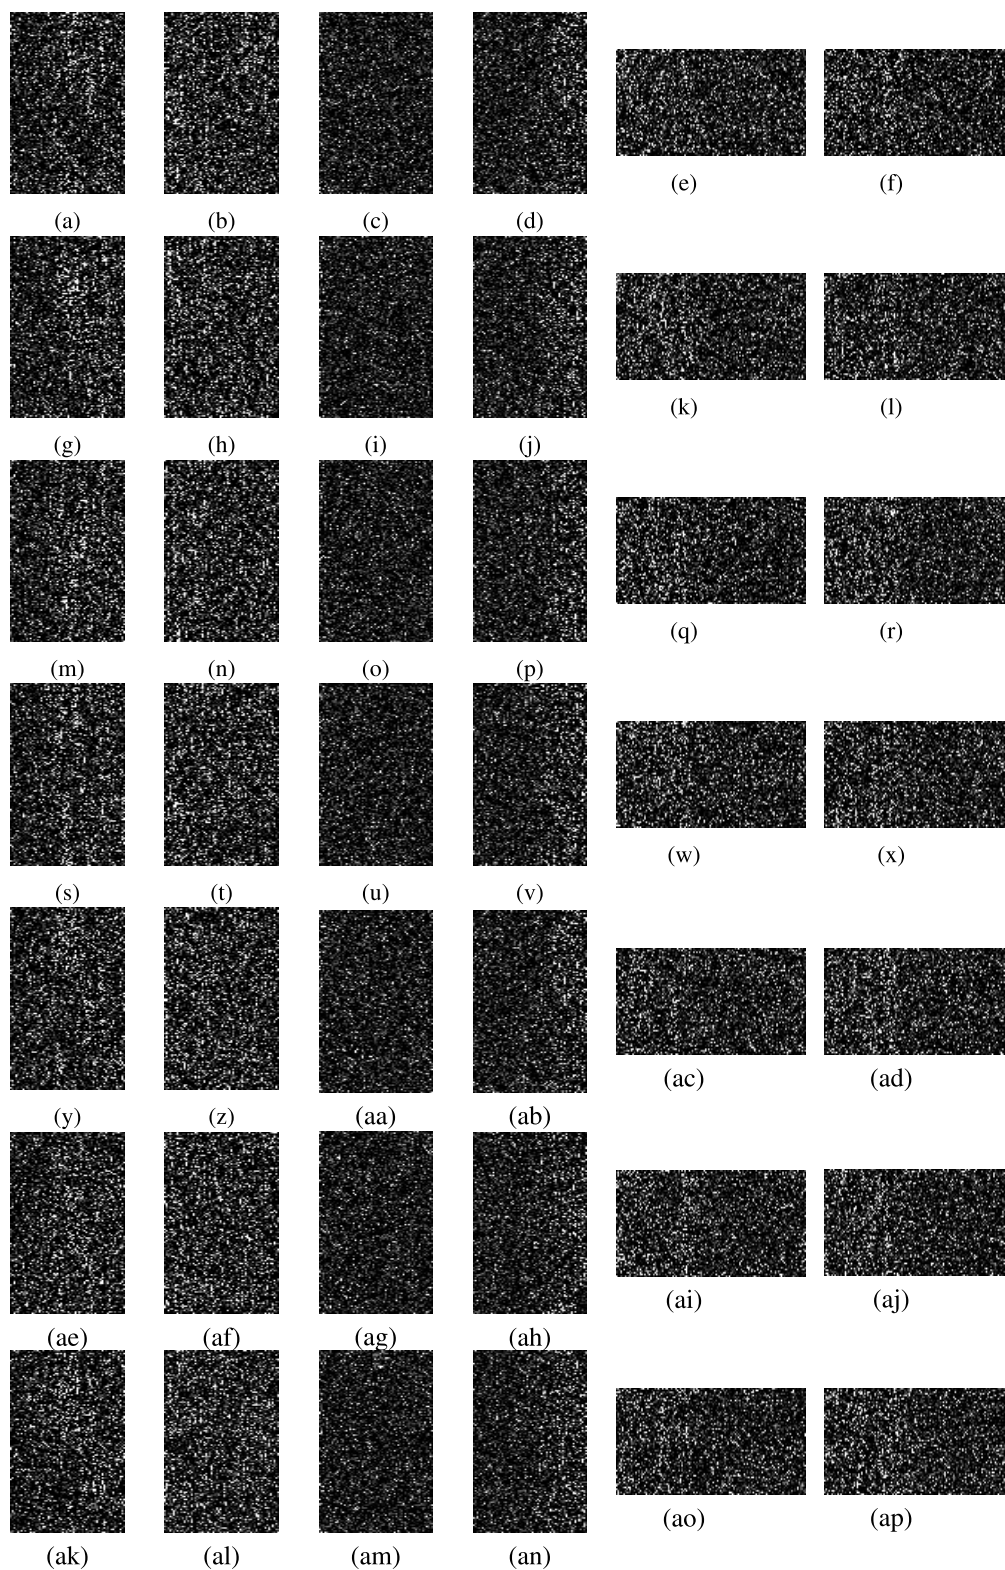 (a) (b) (c) (d) (e) (f)
(g) (h) (i) (j) (k) (l)
(m) (n) (o) (p) (q) (r)
(s) (t) (u) (v) (w) (x)
(y) (z) (aa) (ab) (ac) (ad)
(ae) (af) (ag) (ah) (ai) (aj)
(ak) (al) (am) (an) (ao) (ap)